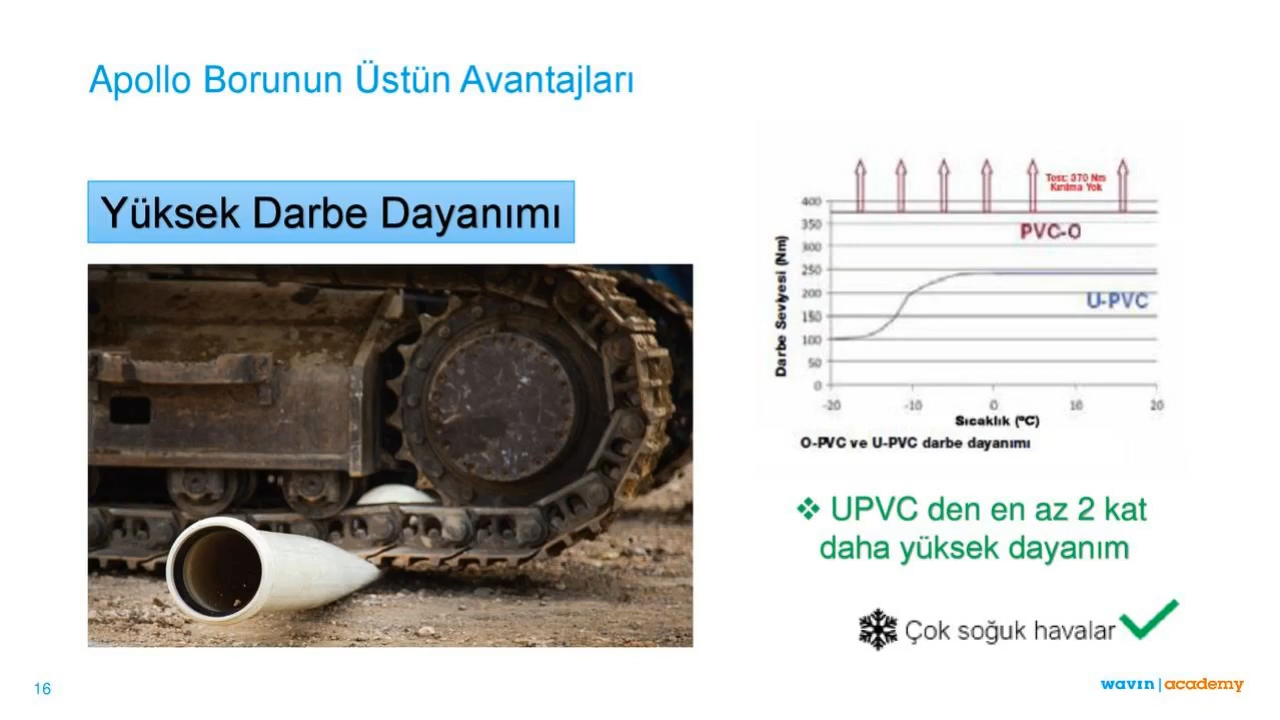 Apollo Borunun Üstün Avantajları
Yüksek Darbe Dayanımı
Test: 370 Nm
Kırılma Yok
400
350
300
250
200
150
100
50
0
Darbe Seviyesi (Nm)
PVC-O
U-PVC
-20
-10
0
10
20
Sıcaklık (ºC)
O-PVC ve U-PVC darbe dayanımı
❖ UPVC den en az 2 kat
daha yüksek dayanım
Çok soğuk havalar
16
wavin | academy